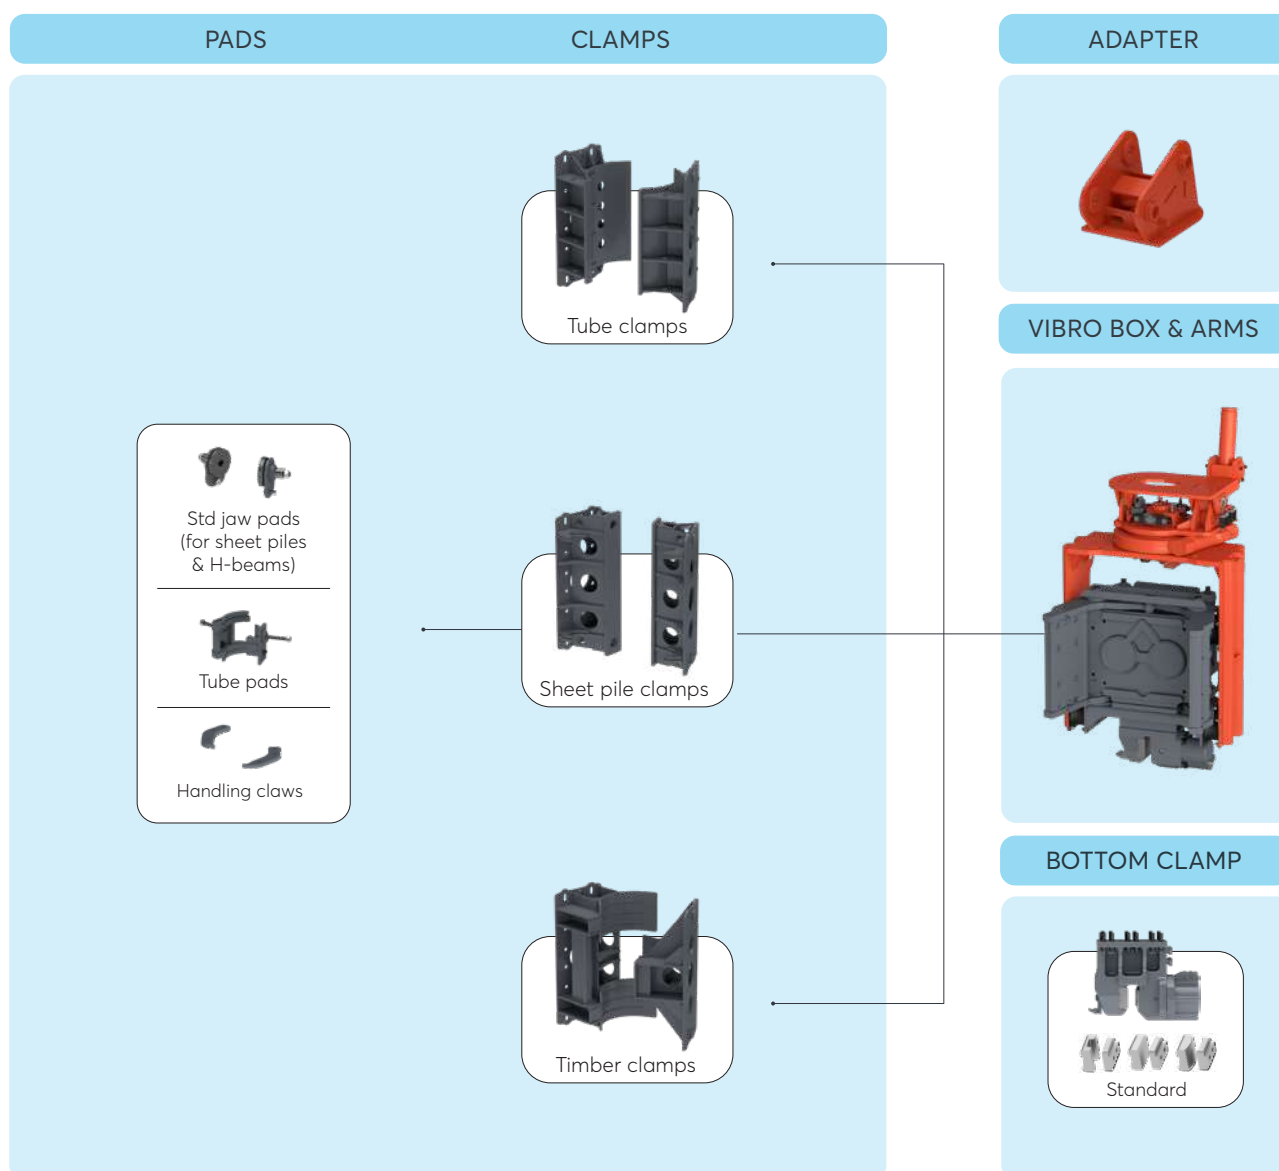 PADS
CLAMPS
ADAPTER
Tube clamps
VIBRO BOX & ARMS
Std jaw pads
(for sheet piles
& H-beams)
Tube pads
Handling claws
Sheet pile clamps
BOTTOM CLAMP
Timber clamps
Standard